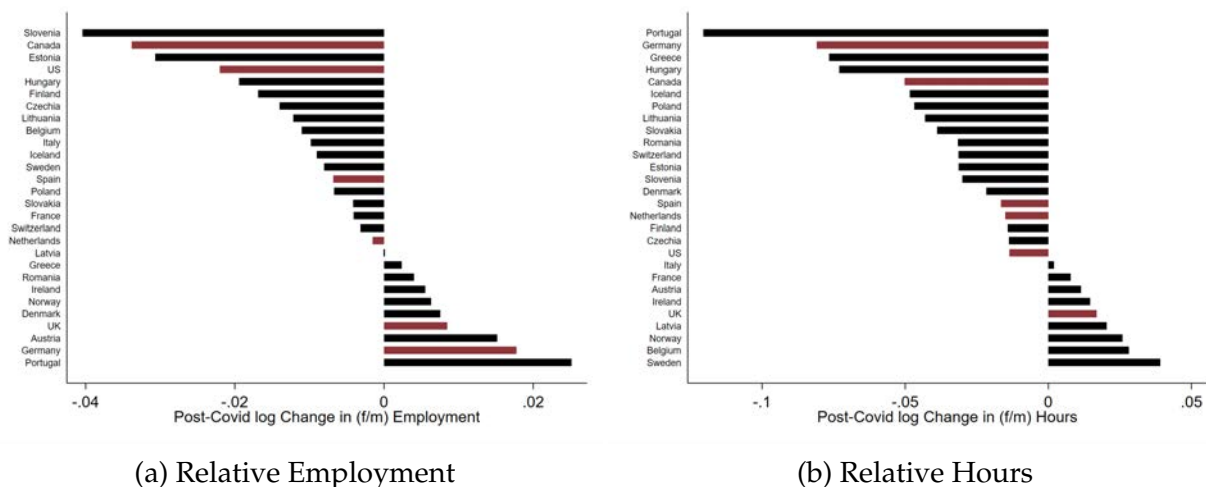 Slovenia
Canada
Estonia
US
Hungary
Finland
Czechia
Lithuania
Belgium
Italy
Iceland
Sweden
Spain
Poland
Slovakia
France
Switzerland
Netherlands
Latvia
Greece
Romania
Ireland
Norway
Denmark
UK
Austria
Germany
Portugal
-.04 -.02 0 .02
Post-Covid log Change in (f/m) Employment
(a) Relative Employment
Portugal
Germany
Greece
Hungary
Canada
Iceland
Poland
Lithuania
Slovakia
Romania
Switzerland
Estonia
Slovenia
Denmark
Spain
Netherlands
Finland
Czechia
US
Italy
France
Austria
Ireland
UK
Latvia
Norway
Belgium
Sweden
-.1 -.05 0 .05
Post-Covid log Change in (f/m) Hours
(b) Relative Hours